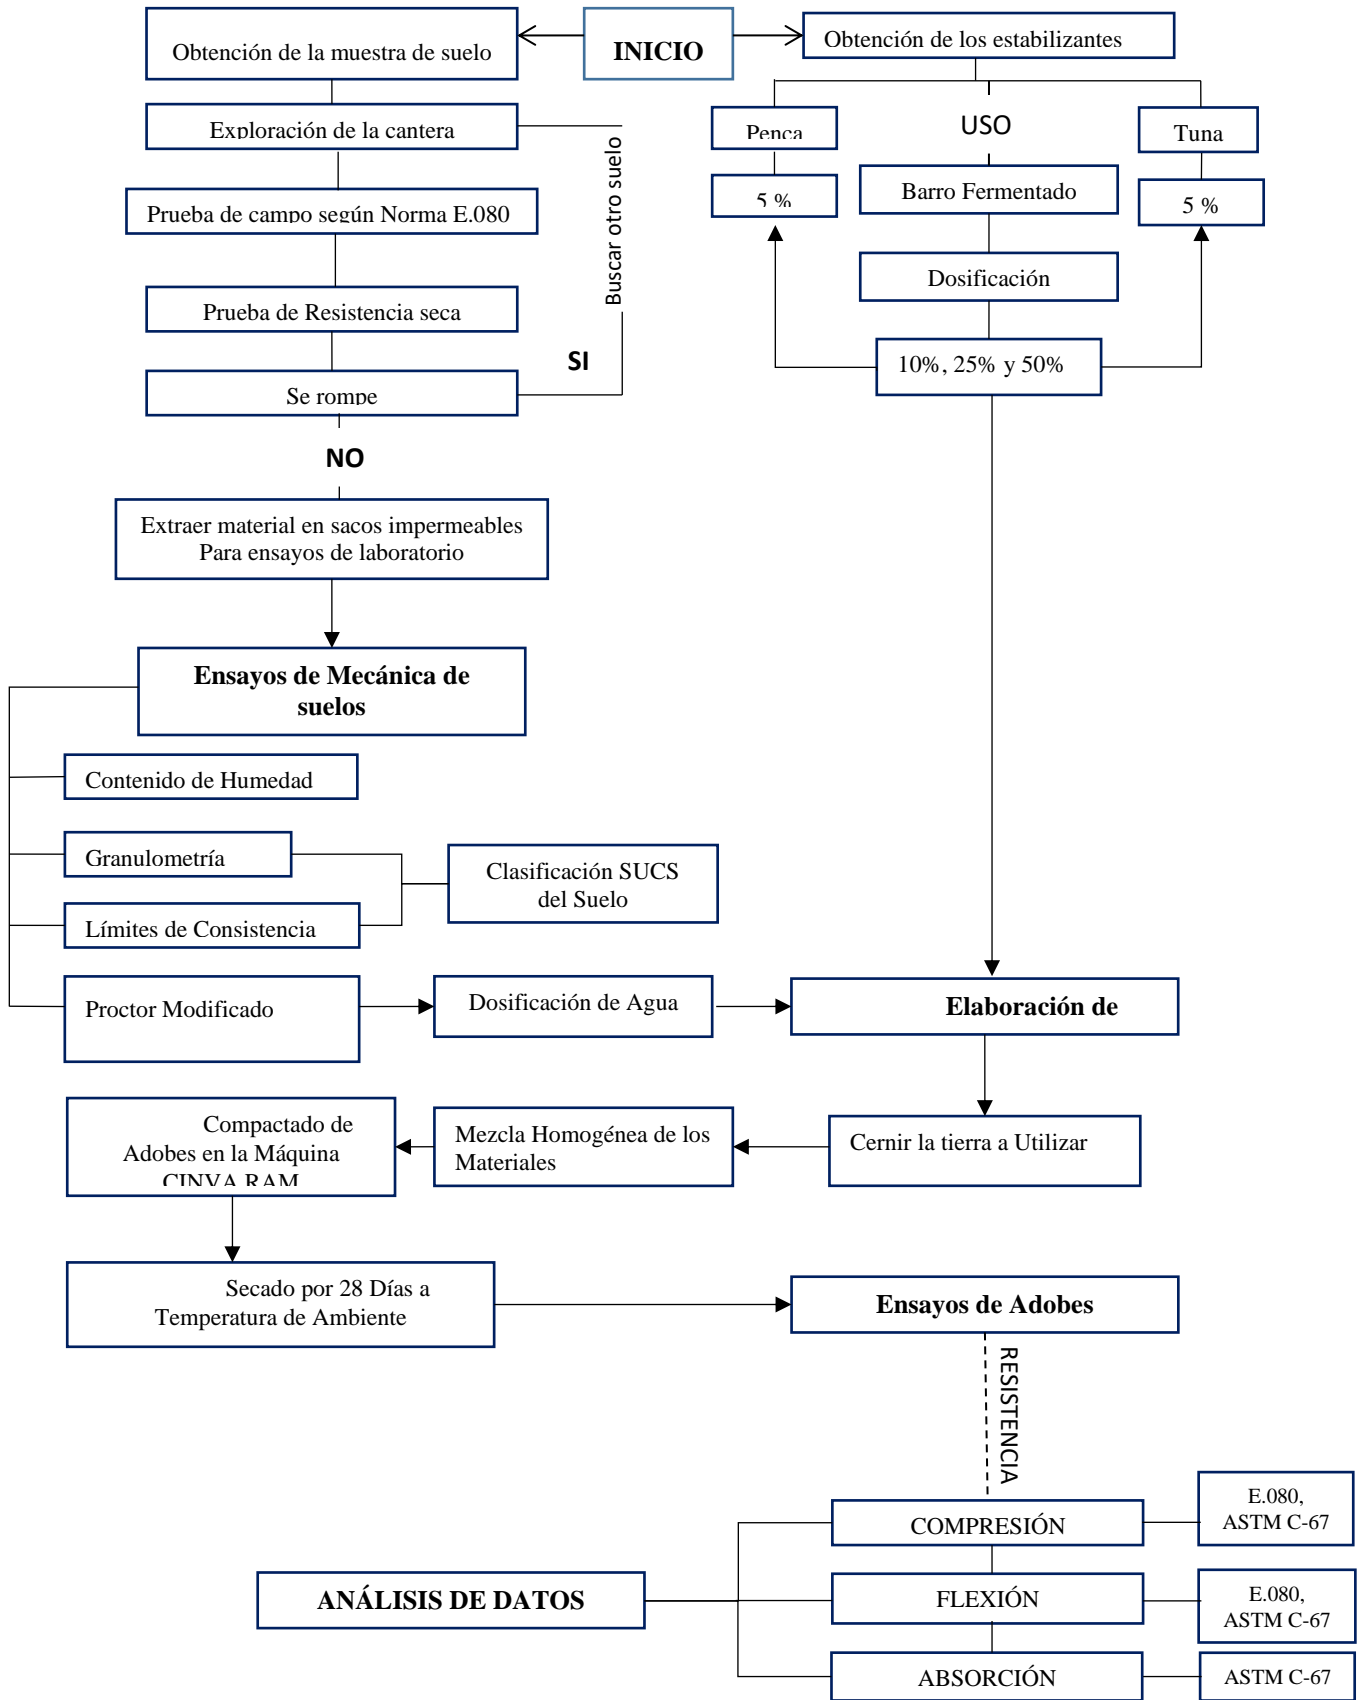 Obtención de la muestra de suelo
INICIO
Obtención de los estabilizantes
Exploración de la cantera
Penca
USO
Tuna
Buscar otro suelo
Prueba de campo según Norma E.080
5 %
Barro Fermentado
5 %
Prueba de Resistencia seca
Dosificación
SI
10%, 25% y 50%
Se rompe
NO
Extraer material en sacos impermeables
Para ensayos de laboratorio
Ensayos de Mecánica de
suelos
Contenido de Humedad
Granulometría
Clasificación SUCS
del Suelo
Límites de Consistencia
Proctor Modificado
Dosificación de Agua
Elaboración de
Compactado de
Adobes en la Máquina
CINVA RAM
Mezcla Homogénea de los
Materiales
Cernir la tierra a Utilizar
Secado por 28 Días a
Temperatura de Ambiente
Ensayos de Adobes
RESISTENCIA
COMPRESIÓN
E.080,
ASTM C-67
ANÁLISIS DE DATOS
FLEXIÓN
E.080,
ASTM C-67
ABSORCIÓN
ASTM C-67